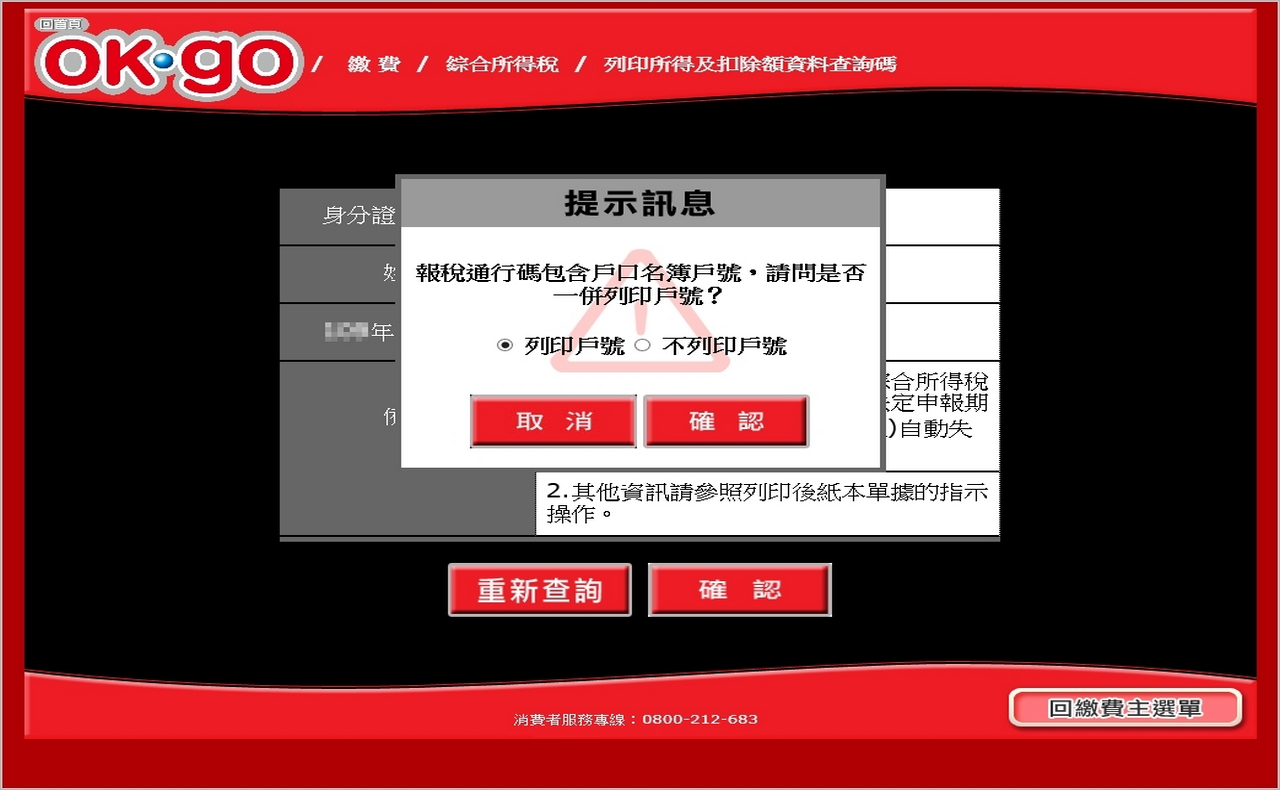 回首頁
OK·go / 繳費 / 綜合所得稅 / 列印所得及扣除額資料查詢碼
提示訊息
身分證
報稅通行碼包含戶口名簿戶號，請問是否
一併列印戶號？
年
列印戶號 不列印戶號
合所得稅
定申報期
)自動失
取 消 確 認
2.其他資訊請參照列印後紙本單據的指示
操作。
重新查詢 確 認
回繳費主選單
消費者服務專線：0800-212-683